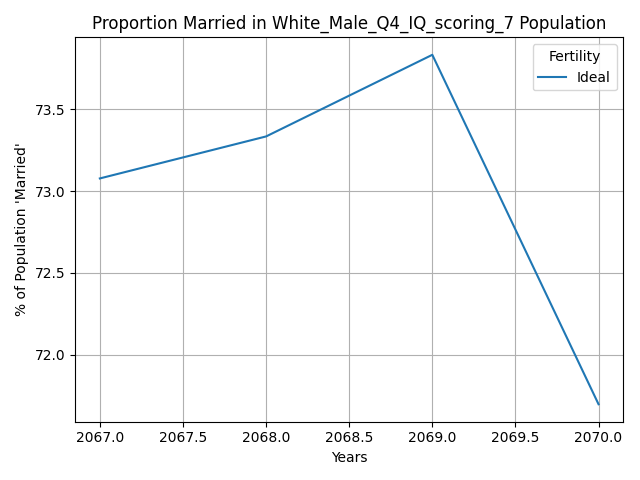 Proportion Married in White_Male_Q4_IQ_scoring_7 Population
Fertility
Ideal
% of Population 'Married'
73.5
73.0
72.5
72.0
2067.0 2067.5 2068.0 2068.5 2069.0 2069.5 2070.0
Years